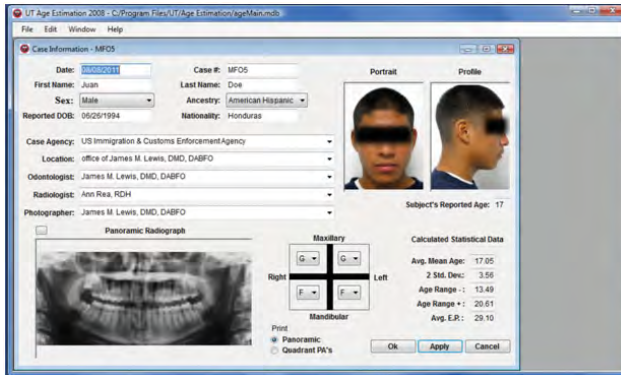 UT Age Estimation 2008 - C:/Program Files/UT/Age Estimation/ageMain.mdb
File Edit Window Help
Case Information - MFO5
Date: 08/08/2011 Case #: MFO5
First Name: Juan Last Name: Doe
Sex: Male Ancestry: American Hispanic
Reported DOB: 06/26/1994 Nationality: Honduras
Portrait Profile
Case Agency: US Immigration & Customs EnforcementAgency
Location: office of James M. Lewis, DMD, DABFO
Odontologist: James M. Lewis, DMD, DABFO
Radiologist: Ann Rea, RDH
Photographer: James M. Lewis, DMD, DABFO
Subject's Reported Age: 17
Panoramic Radiograph
Maxillary
G G
Right Left
F F
Mandibular
Print
Panoramic
Quadrant PA's
Calculated Statistical Data
Avg. Mean Age: 17.05
2 Std. Dev.: 3.56
Age Range - : 13.49
Age Range + : 20.61
Avg. E.P.: 29.10
Ok Apply Cancel